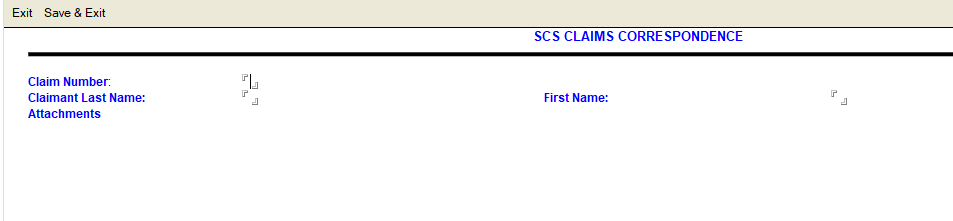 Exit Save & Exit
SCS CLAIMS CORRESPONDENCE
Claim Number:
Claimant Last Name: First Name:
Attachments